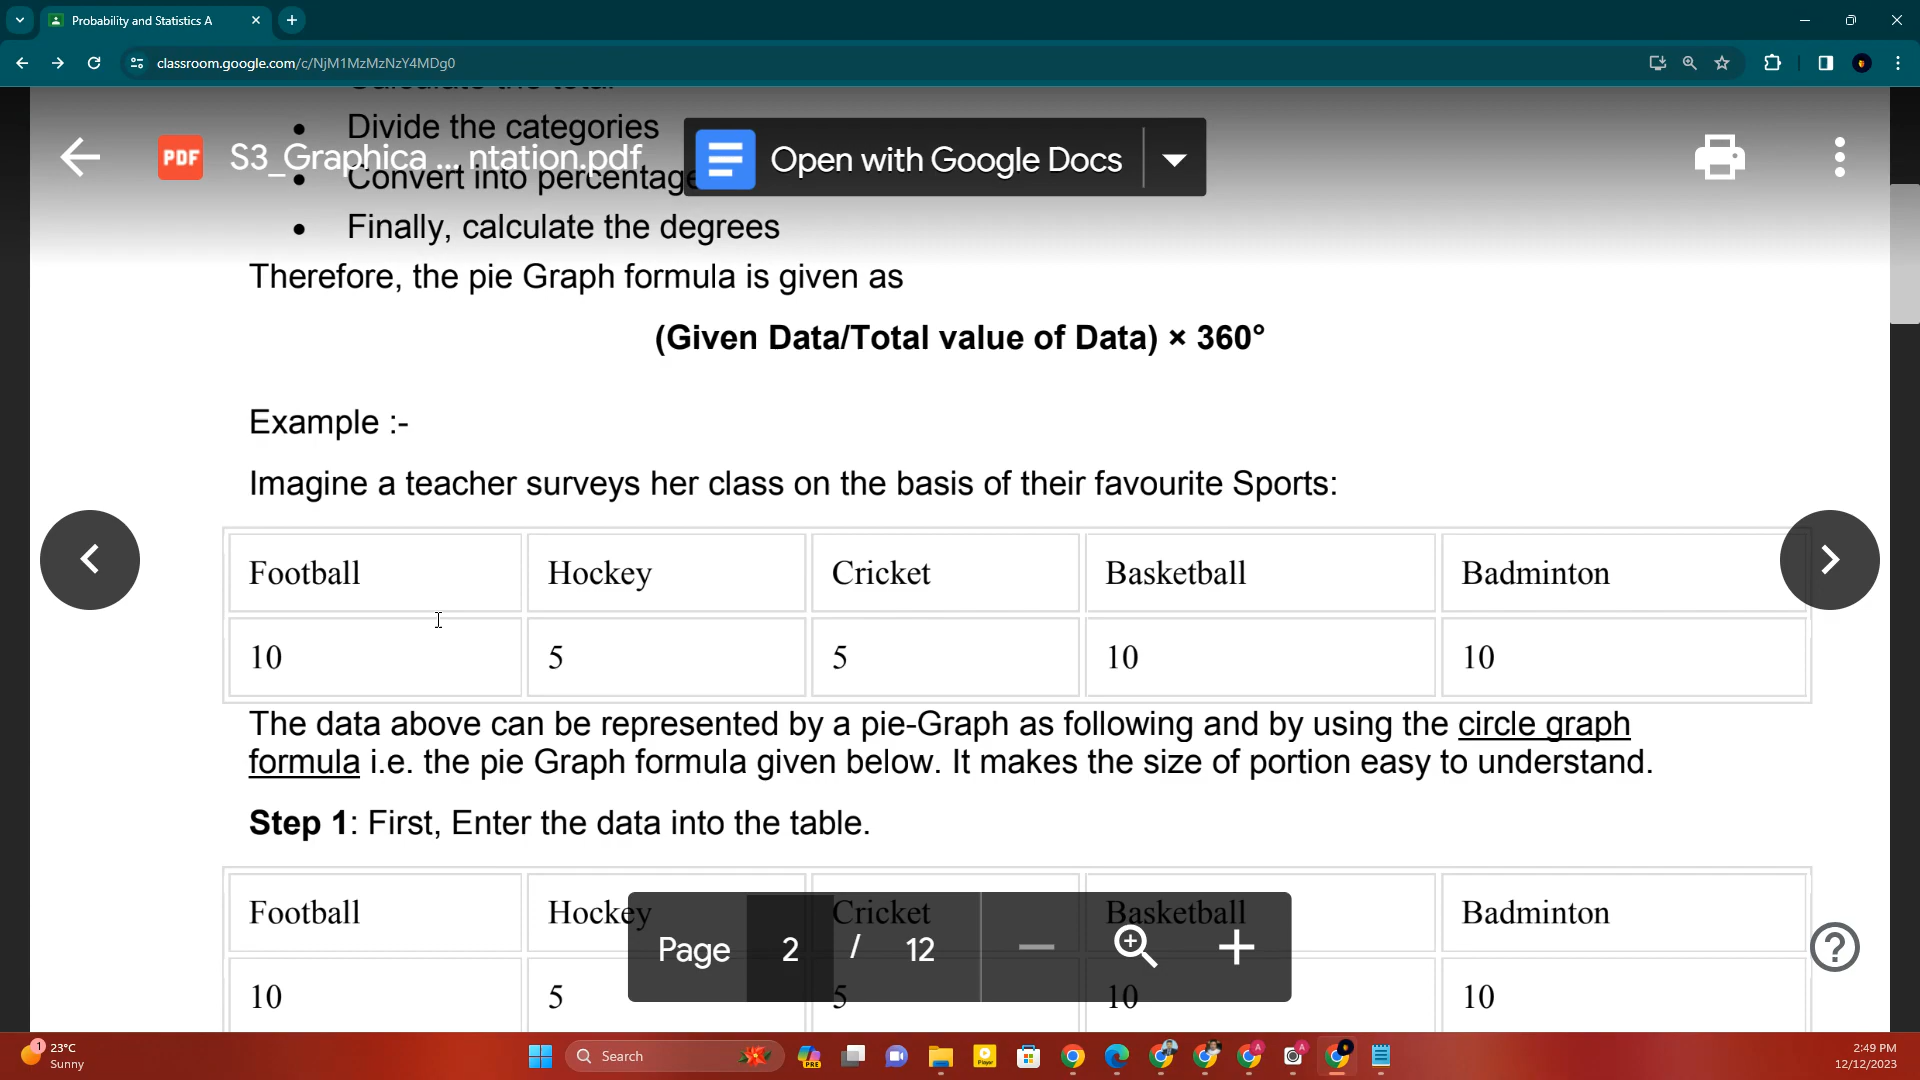 Probability and Statistics A
classroom.google.com/c/NjM1MzMzNzY4MDg0
Calculate the total
• Divide the categories
PDF S3_Graphica ... ntation.pdf
Open with Google Docs
• Convert into percentage
• Finally, calculate the degrees
Therefore, the pie Graph formula is given as
(Given Data/Total value of Data) × 360°
Example :-
Imagine a teacher surveys her class on the basis of their favourite Sports:
Football Hockey Cricket Basketball Badminton
10 5 5 10 10
The data above can be represented by a pie-Graph as following and by using the circle graph
formula i.e. the pie Graph formula given below. It makes the size of portion easy to understand.
Step 1: First, Enter the data into the table.
Football Hockey Cricket Basketball Badminton
Page 2 / 12
10 5 5 10 10
1 23°C
Sunny
Search
PRE
2:49 PM
12/12/2023